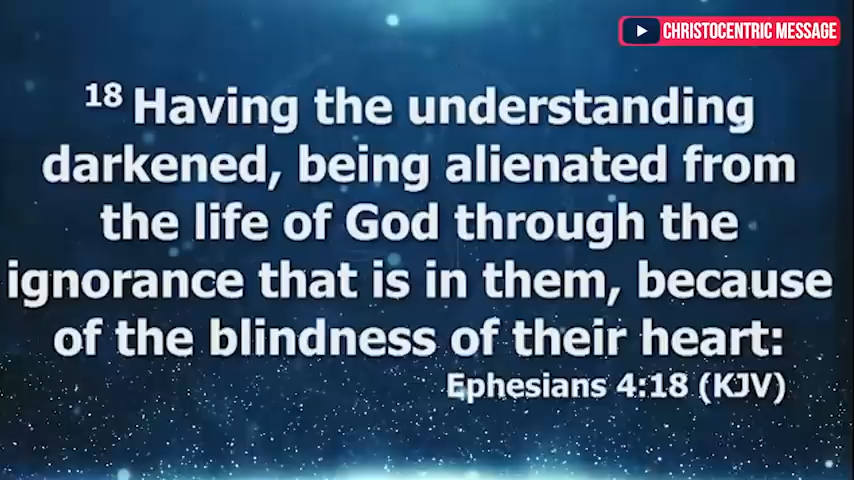 CHRISTOCENTRIC MESSAGE
18 Having the understanding
darkened, being alienated from
the life of God through the
ignorance that is in them, because
of the blindness of their heart:
Ephesians 4:18 (KJV)